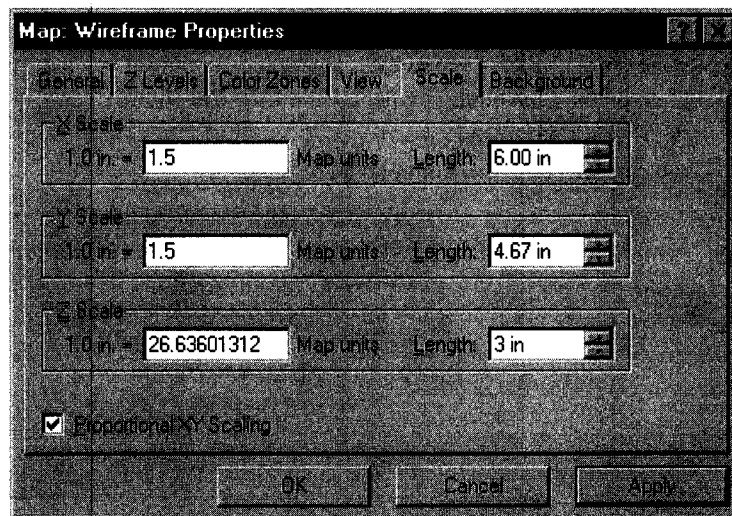 Map: Wireframe Properties
General Z Levels Color Zones View Scale Background
X Scale
1.0 in. = 1.5 Map units Length: 6.00 in
Y Scale
1.0 in. = 1.5 Map units Length: 4.67 in
Z Scale
1.0 in. = 26.63601312 Map units Length: 3 in
Proportional XY Scaling
OK Cancel Apply